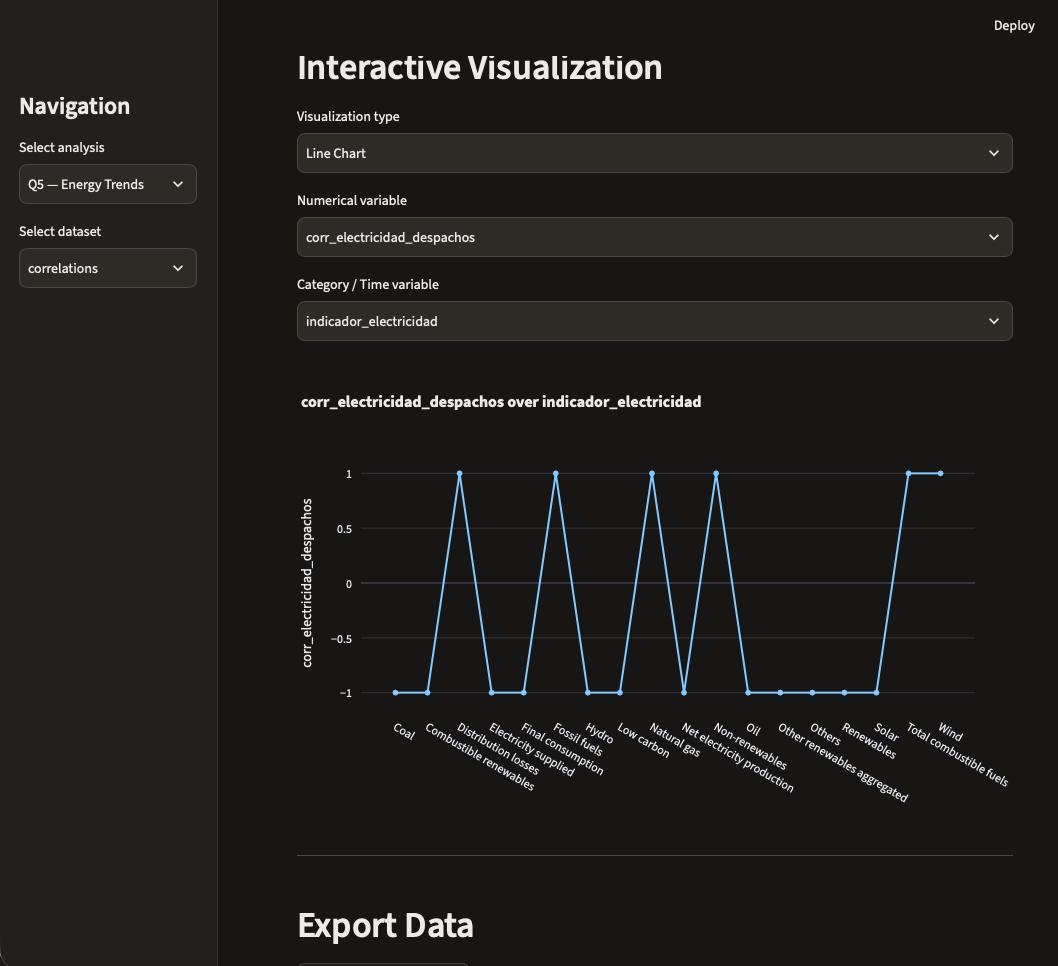 Deploy
Navigation
Select analysis
Q5 — Energy Trends
Select dataset
correlations
Interactive Visualization
Visualization type
Line Chart
Numerical variable
corr_electricidad_despachos
Category / Time variable
indicador_electricidad
corr_electricidad_despachos over indicador_electricidad
corr_electricidad_despachos
1
0.5
0
−0.5
−1
Coal
Combustible renewables
Distribution losses
Electricity supplied
Final consumption
Fossil fuels
Hydro
Low carbon
Natural gas
Net electricity production
Non-renewables
Oil
Other renewables aggregated
Others
Renewables
Solar
Total combustible fuels
Wind
Export Data